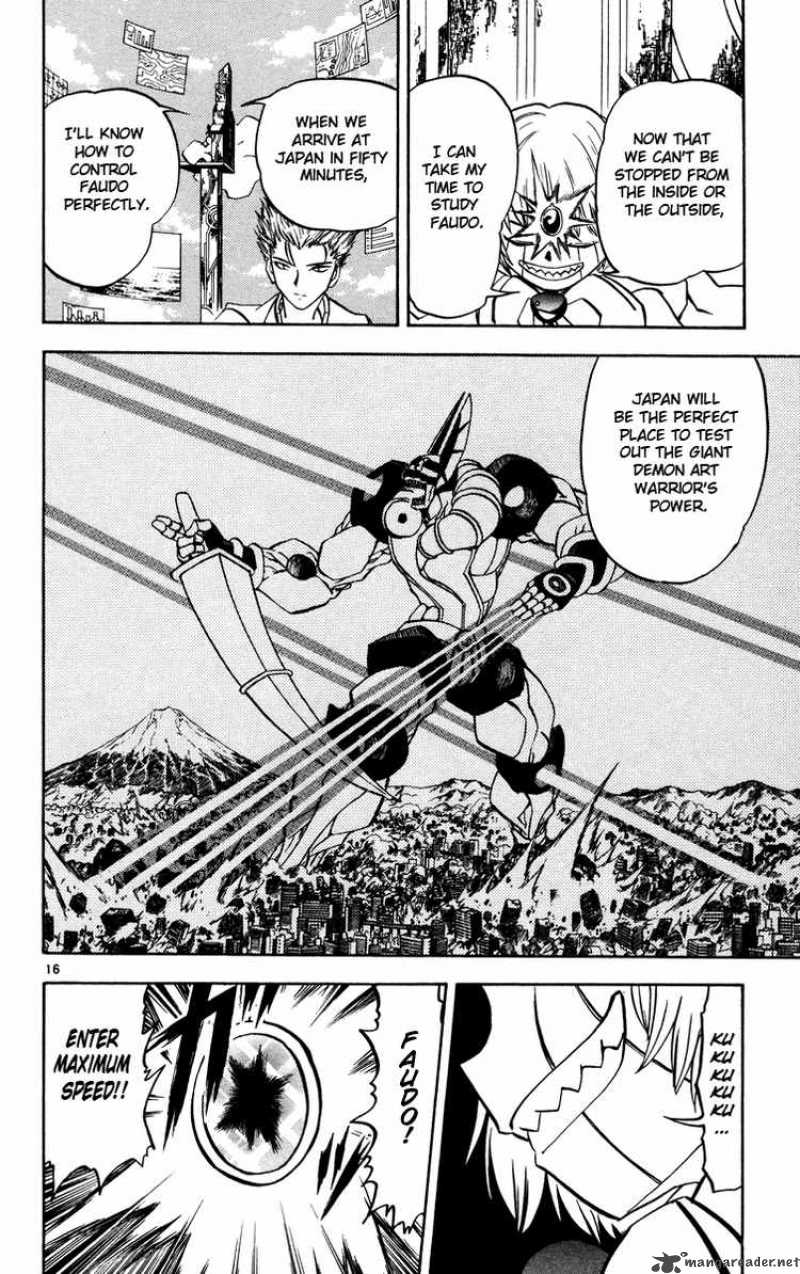 NOW THAT
WE CAN'T BE
STOPPED FROM
THE INSIDE OR
THE OUTSIDE,
I CAN
TAKE MY
TIME TO
STUDY
FAUDO.
WHEN WE
ARRIVE AT
JAPAN IN FIFTY
MINUTES,
I'LL KNOW
HOW TO
CONTROL
FAUDO
PERFECTLY.
JAPAN WILL
BE THE PERFECT
PLACE TO TEST
OUT THE GIANT
DEMON ART
WARRIOR'S
POWER.
16
KU
KU
KU
KU
KU
...
FAUDO!
ENTER
MAXIMUM
SPEED!!
mangareader.net